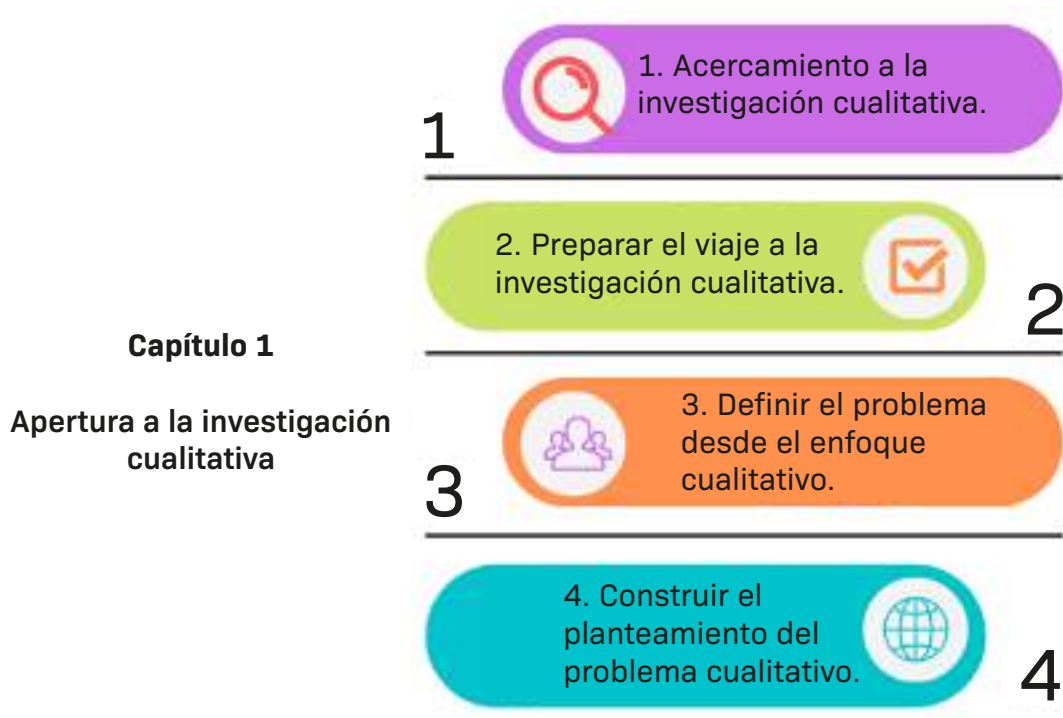 Capítulo 1
Apertura a la investigación
cualitativa
1
1. Acercamiento a la
investigación cualitativa.
2. Preparar el viaje a la
investigación cualitativa.
2
3
3. Definir el problema
desde el enfoque
cualitativo.
4. Construir el
planteamiento del
problema cualitativo.
4